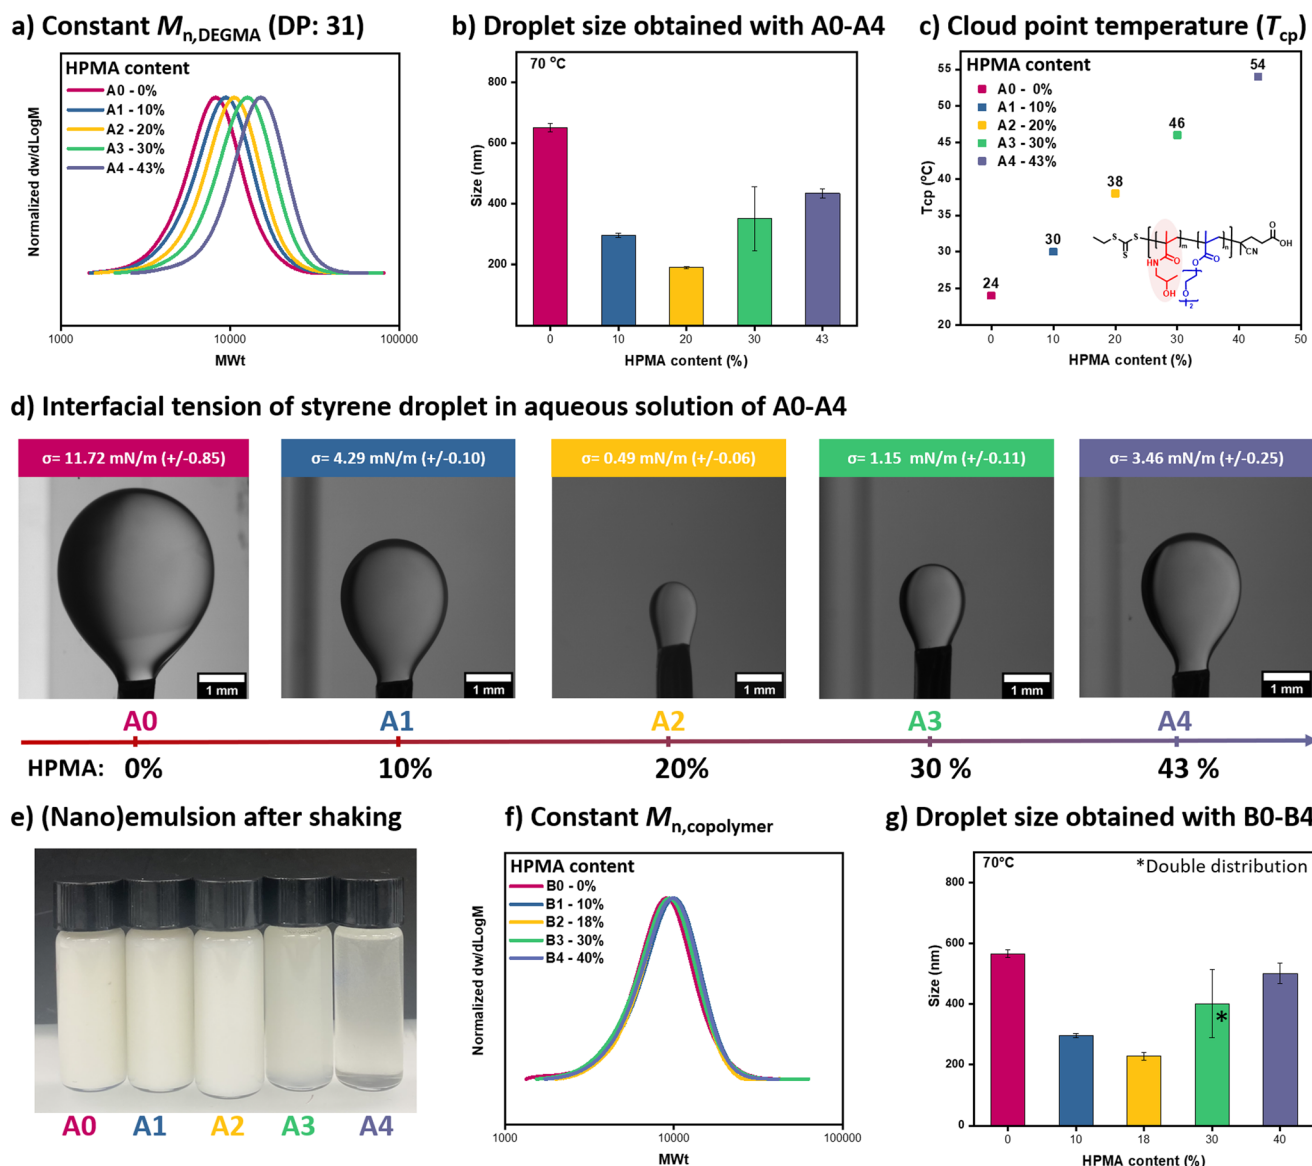 a) Constant Mn,DEGMA (DP: 31)
HPMA content
A0 - 0%
A1 - 10%
A2 - 20%
A3 - 30%
A4 - 43%
Normalized dw/dLogM
1000
10000
100000
MWt
b) Droplet size obtained with A0-A4
70 °C
800
600
400
200
Size (nm)
0
10
20
30
43
HPMA content (%)
c) Cloud point temperature (Tcp)
HPMA content
A0 - 0%
A1 - 10%
A2 - 20%
A3 - 30%
A4 - 43%
55
50
45
40
35
30
25
20
Tcp (°C)
24
30
38
46
54
S
S
S
m
n
HN
O
OH
O
O
O
2
CN
O
OH
0
10
20
30
40
50
HPMA content (%)
d) Interfacial tension of styrene droplet in aqueous solution of A0-A4
σ= 11.72 mN/m (+/-0.85)
σ= 4.29 mN/m (+/-0.10)
σ= 0.49 mN/m (+/-0.06)
σ= 1.15 mN/m (+/-0.11)
σ= 3.46 mN/m (+/-0.25)
1 mm
1 mm
1 mm
1 mm
1 mm
A0
A1
A2
A3
A4
HPMA: 0% 10% 20% 30 % 43 %
e) (Nano)emulsion after shaking
A0 A1 A2 A3 A4
f) Constant Mn,copolymer
HPMA content
B0 - 0%
B1 - 10%
B2 - 18%
B3 - 30%
B4 - 40%
Normalized dw/dLogM
1000
10000
100000
MWt
g) Droplet size obtained with B0-B4
70°C
*Double distribution
800
600
400
200
0
Size (nm)
*
0
10
18
30
40
HPMA content (%)